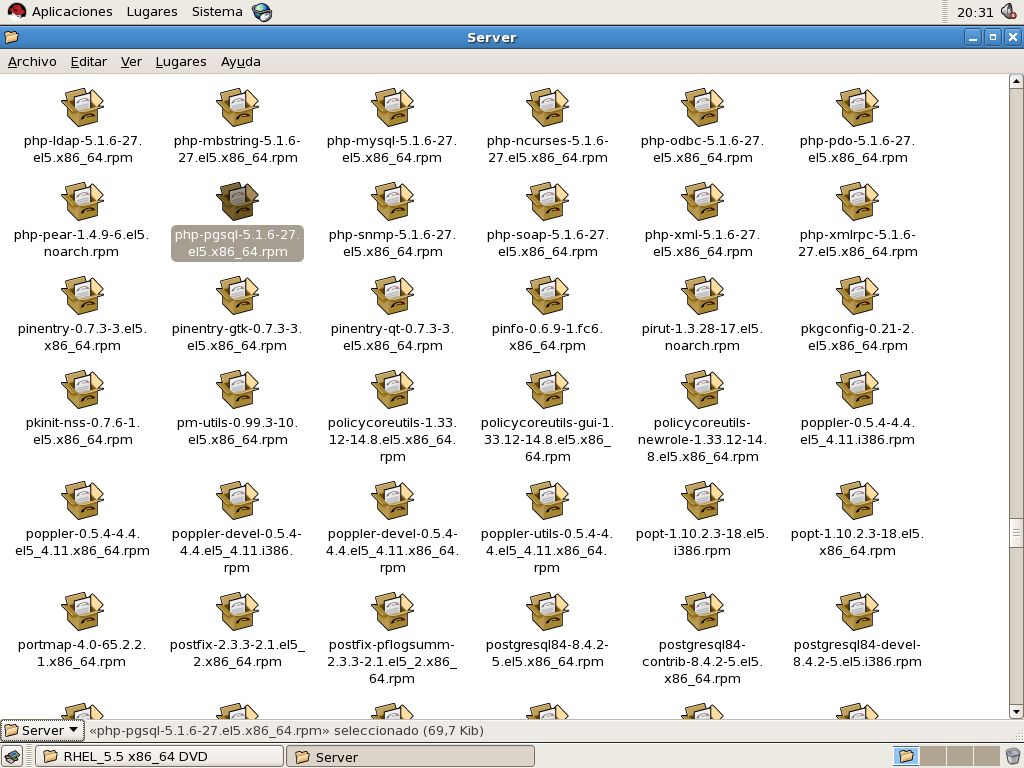 Aplicaciones Lugares Sistema 20:31
Server
Archivo Editar Ver Lugares Ayuda
php-ldap-5.1.6-27. php-mbstring-5.1.6- php-mysql-5.1.6-27. php-ncurses-5.1.6- php-odbc-5.1.6-27. php-pdo-5.1.6-27.
el5.x86_64.rpm 27.el5.x86_64.rpm el5.x86_64.rpm 27.el5.x86_64.rpm el5.x86_64.rpm el5.x86_64.rpm
php-pear-1.4.9-6.el5. php-pgsql-5.1.6-27. php-snmp-5.1.6-27. php-soap-5.1.6-27. php-xml-5.1.6-27. php-xmlrpc-5.1.6-
noarch.rpm el5.x86_64.rpm el5.x86_64.rpm el5.x86_64.rpm el5.x86_64.rpm 27.el5.x86_64.rpm
pinentry-0.7.3-3.el5. pinentry-gtk-0.7.3-3. pinentry-qt-0.7.3-3. pinfo-0.6.9-1.fc6. pirut-1.3.28-17.el5. pkgconfig-0.21-2.
x86_64.rpm el5.x86_64.rpm el5.x86_64.rpm x86_64.rpm noarch.rpm el5.x86_64.rpm
pkinit-nss-0.7.6-1. pm-utils-0.99.3-10. policycoreutils-1.33. policycoreutils-gui-1. policycoreutils- poppler-0.5.4-4.4.
el5.x86_64.rpm el5.x86_64.rpm 12-14.8.el5.x86_64. 33.12-14.8.el5.x86_ newrole-1.33.12-14. el5_4.11.i386.rpm
rpm 64.rpm 8.el5.x86_64.rpm
poppler-0.5.4-4.4. poppler-devel-0.5.4- poppler-devel-0.5.4- poppler-utils-0.5.4-4. popt-1.10.2.3-18.el5. popt-1.10.2.3-18.el5.
el5_4.11.x86_64.rpm 4.4.el5_4.11.i386. 4.4.el5_4.11.x86_64. 4.el5_4.11.x86_64. i386.rpm x86_64.rpm
rpm rpm rpm
portmap-4.0-65.2.2. postfix-2.3.3-2.1.el5_ postfix-pflogsumm- postgresql84-8.4.2- postgresql84- postgresql84-devel-
1.x86_64.rpm 2.x86_64.rpm 2.3.3-2.1.el5_2.x86_ 5.el5.x86_64.rpm contrib-8.4.2-5.el5. 8.4.2-5.el5.i386.rpm
64.rpm x86_64.rpm
Server «php-pgsql-5.1.6-27.el5.x86_64.rpm» seleccionado (69,7 Kib)
RHEL_5.5 x86_64 DVD Server